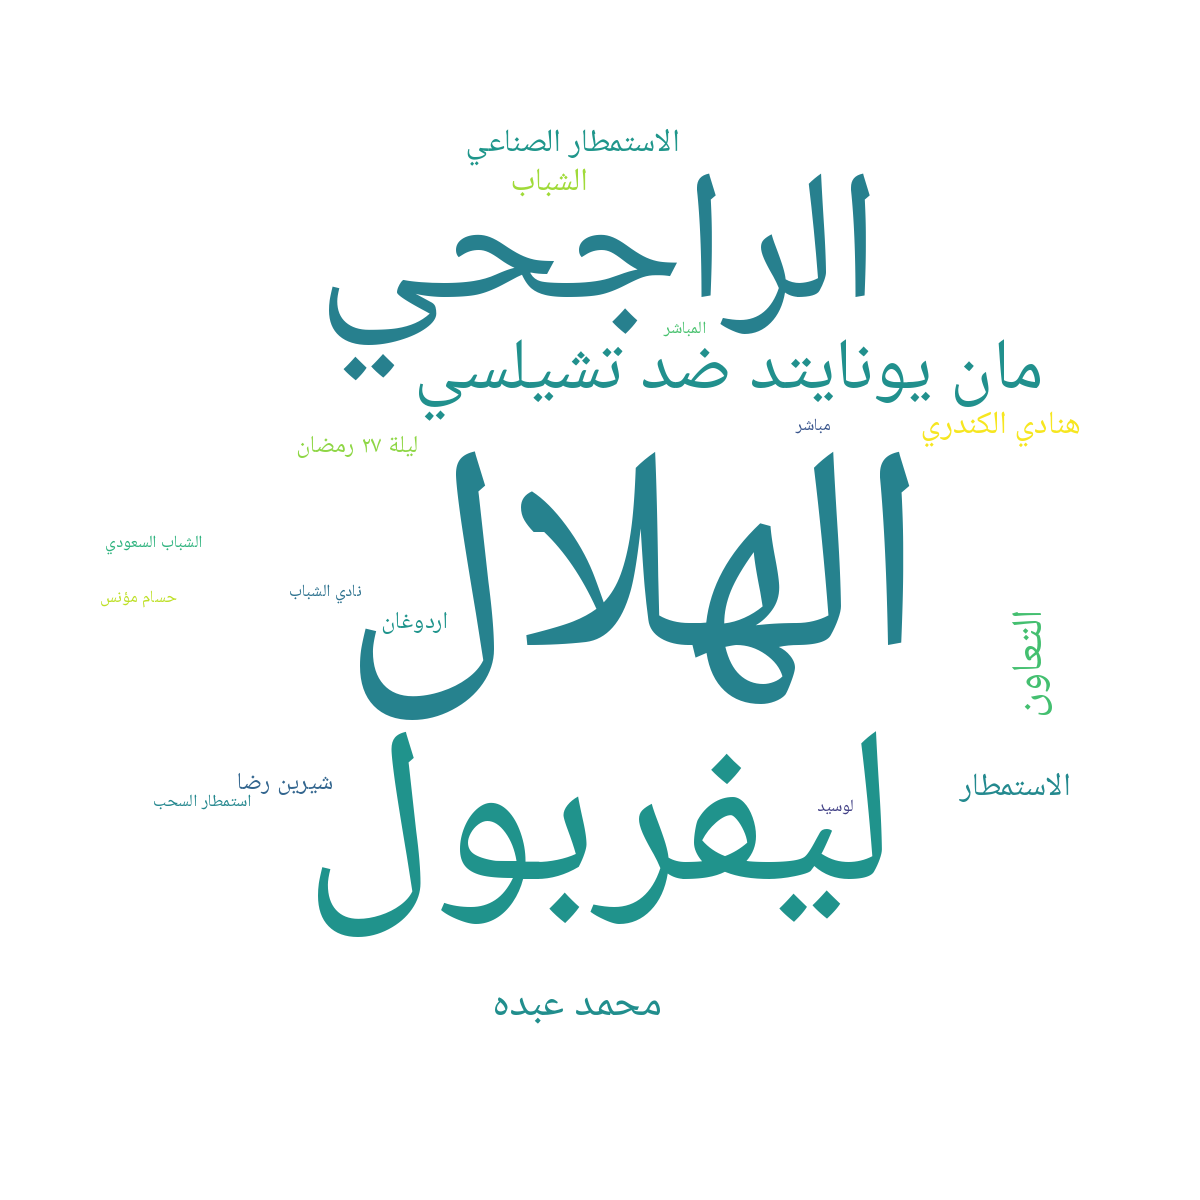 الاستمطار الصناعي
الشباب
الراجحي
المباشر
مان يونايتد ضد تشيلسي
هنادي الكندري
مباشر
ليلة ٢٧ رمضان
الهلال
الشباب السعودي
نادي الشباب
حسام مؤنس
اردوغان
التعاون
ليفربول
شيرين رضا
الاستمطار
استمطار السحب
لوسيد
محمد عبده